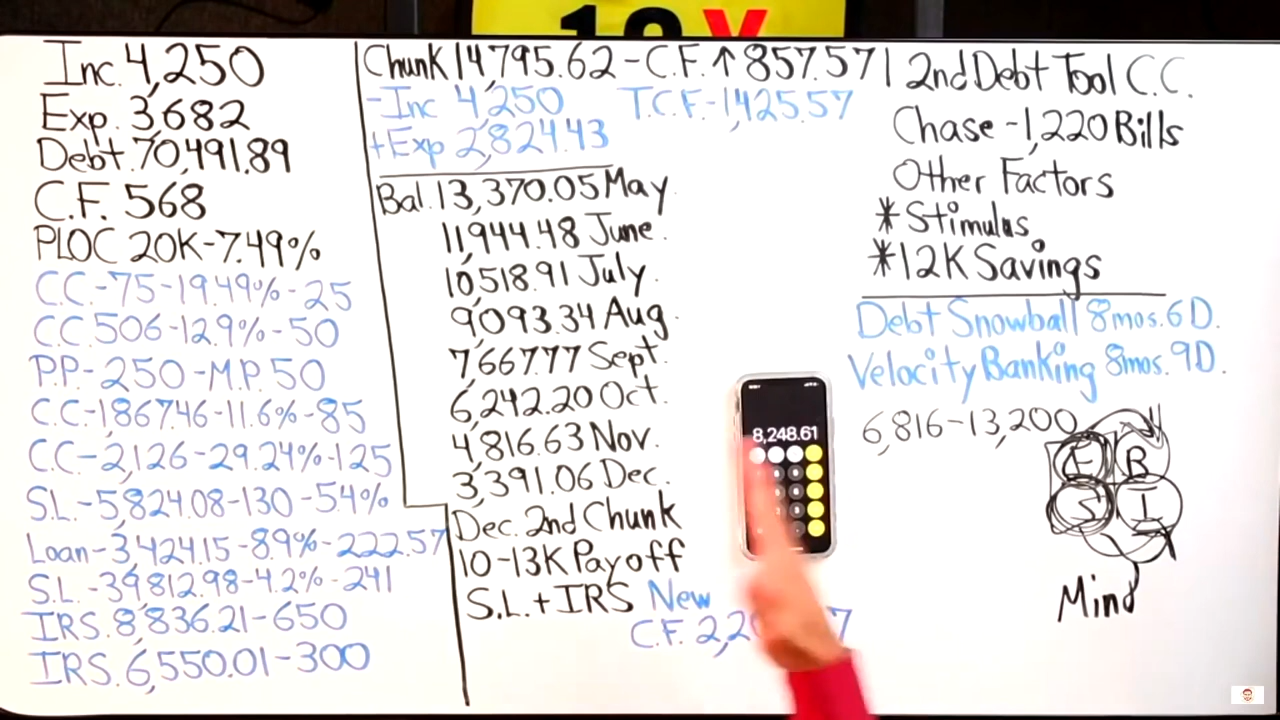 Inc. 4,250
Exp. 3,682
Debt. 70,491.89
C.F. 568
PLOC 20K-7.49%
C.C.-75-19.49%-25
C.C. 506-12.9%-50
P.P.-250-M.P. 50
C.C-1,867.46-11.6%-85
C.C-2,126-29.24%-125
S.L.-5,824.08-130-5.4%
Loan-3,424.15-8.9%-222.57
S.L.-39,812.98-4.2%-241
IRS. 8,836.21-650
IRS. 6,550.01-300
Chunk 14,795.62-C.F.↑857.57
-Inc 4,250 T.C.F.-1,425.57
+Exp 2,824.43
Bal. 13,370.05 May
11,944.48 June.
10,518.91 July.
9,093.34 Aug.
7,667.77 Sept.
6,242.20 Oct.
4,816.63 Nov.
3,391.06 Dec.
Dec. 2nd Chunk
10-13K Payoff
S.L.+IRS New
C.F. 2,2
8,248.61
2nd Debt Tool C.C.
Chase-1,220 Bills
Other Factors
*Stimulus
*12K Savings
Debt Snowball 8mos. 6D.
Velocity Banking 8mos. 9D.
6,816-13,200
E B
S I
Mind